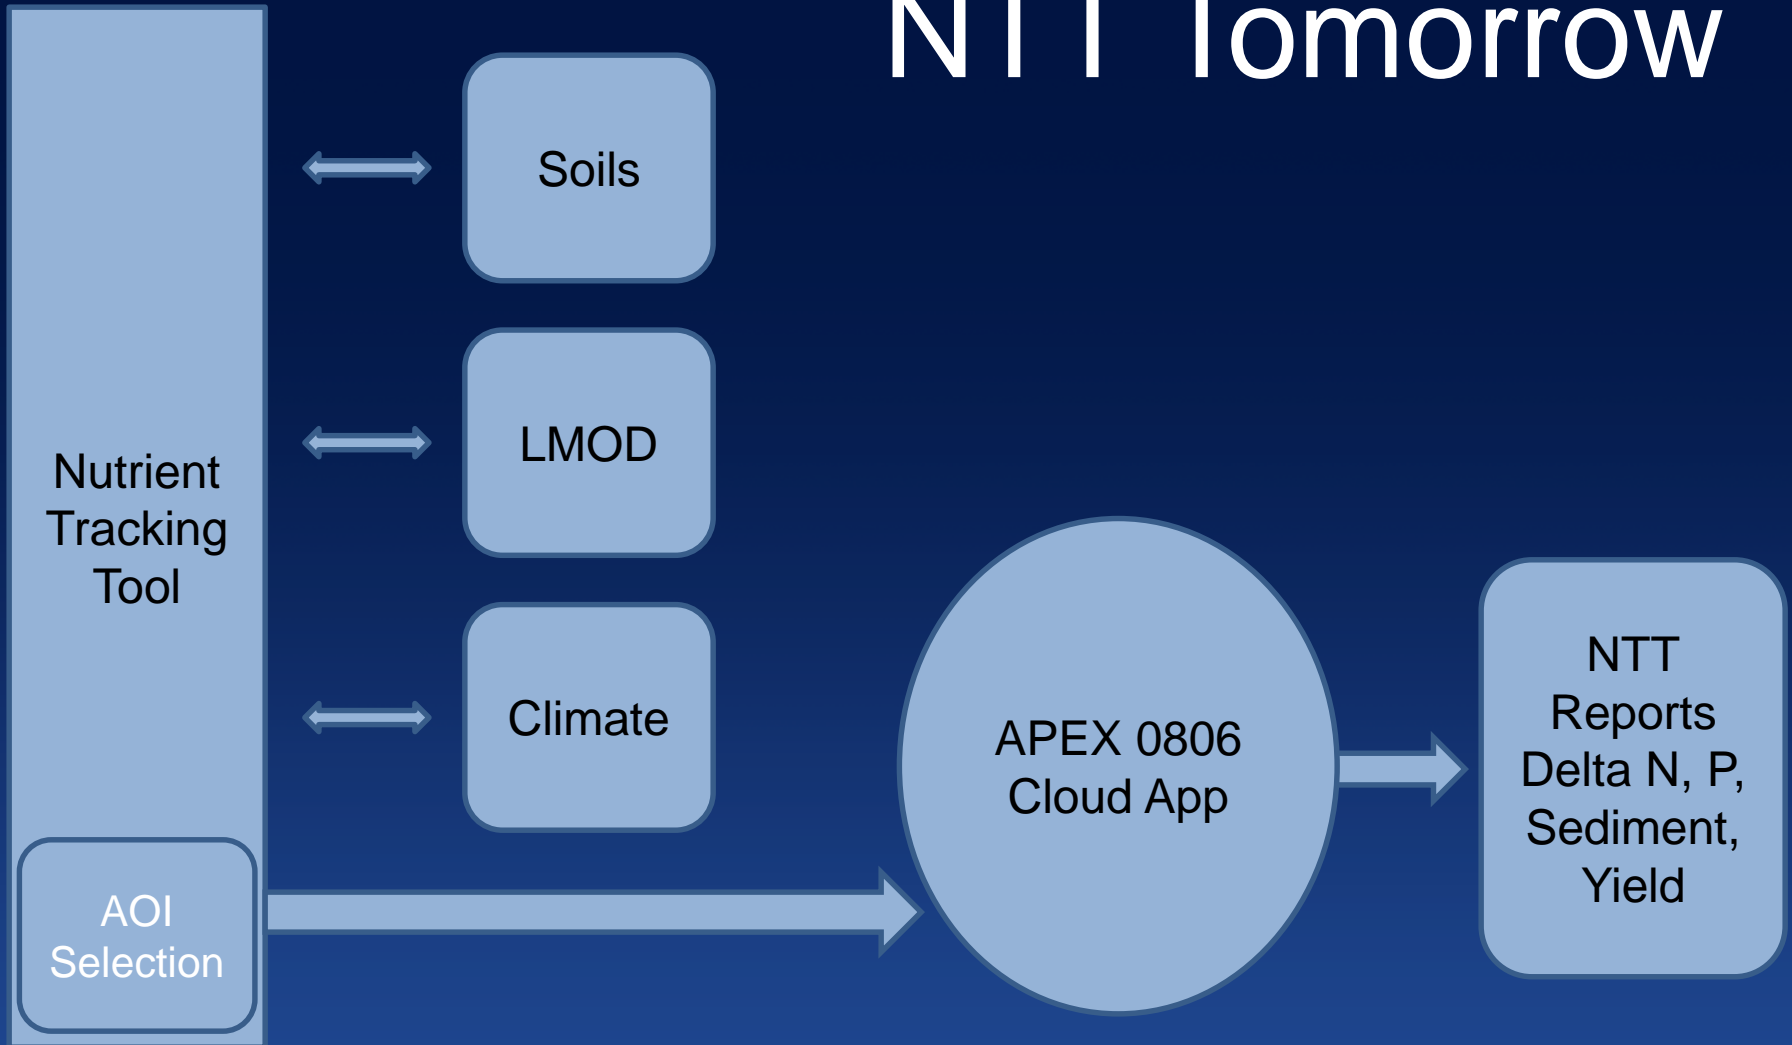 NTT Tomorrow
Soils
LMOD
Nutrient
Tracking
Tool
Climate
NTT
Reports
Delta N, P,
Sediment,
Yield
APEX 0806
Cloud App
AOI
Selection